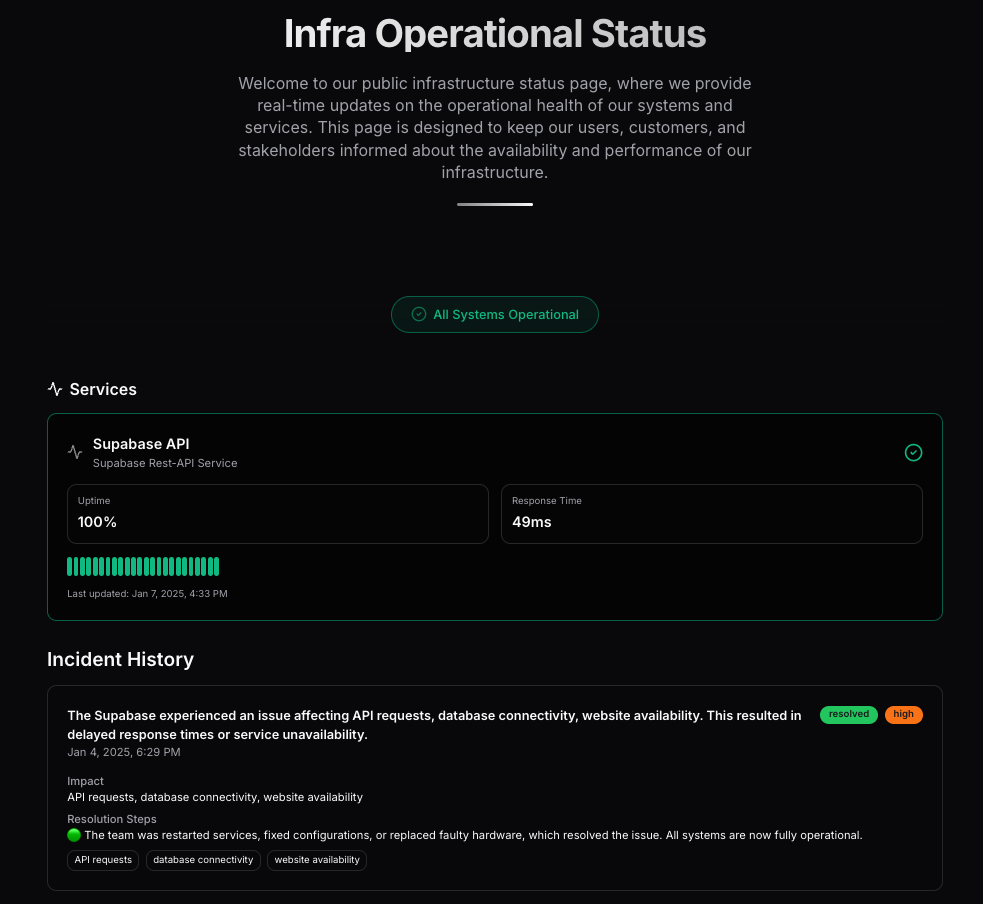 Infra Operational Status
Welcome to our public infrastructure status page, where we provide
real-time updates on the operational health of our systems and
services. This page is designed to keep our users, customers, and
stakeholders informed about the availability and performance of our
infrastructure.
All Systems Operational
Services
Supabase API
Supabase Rest-API Service
Uptime
100%
Response Time
49ms
Last updated: Jan 7, 2025, 4:33 PM
Incident History
The Supabase experienced an issue affecting API requests, database connectivity, website availability. This resulted in
delayed response times or service unavailability.
resolved
high
Jan 4, 2025, 6:29 PM
Impact
API requests, database connectivity, website availability
Resolution Steps
🟢 The team was restarted services, fixed configurations, or replaced faulty hardware, which resolved the issue. All systems are now fully operational.
API requests
database connectivity
website availability